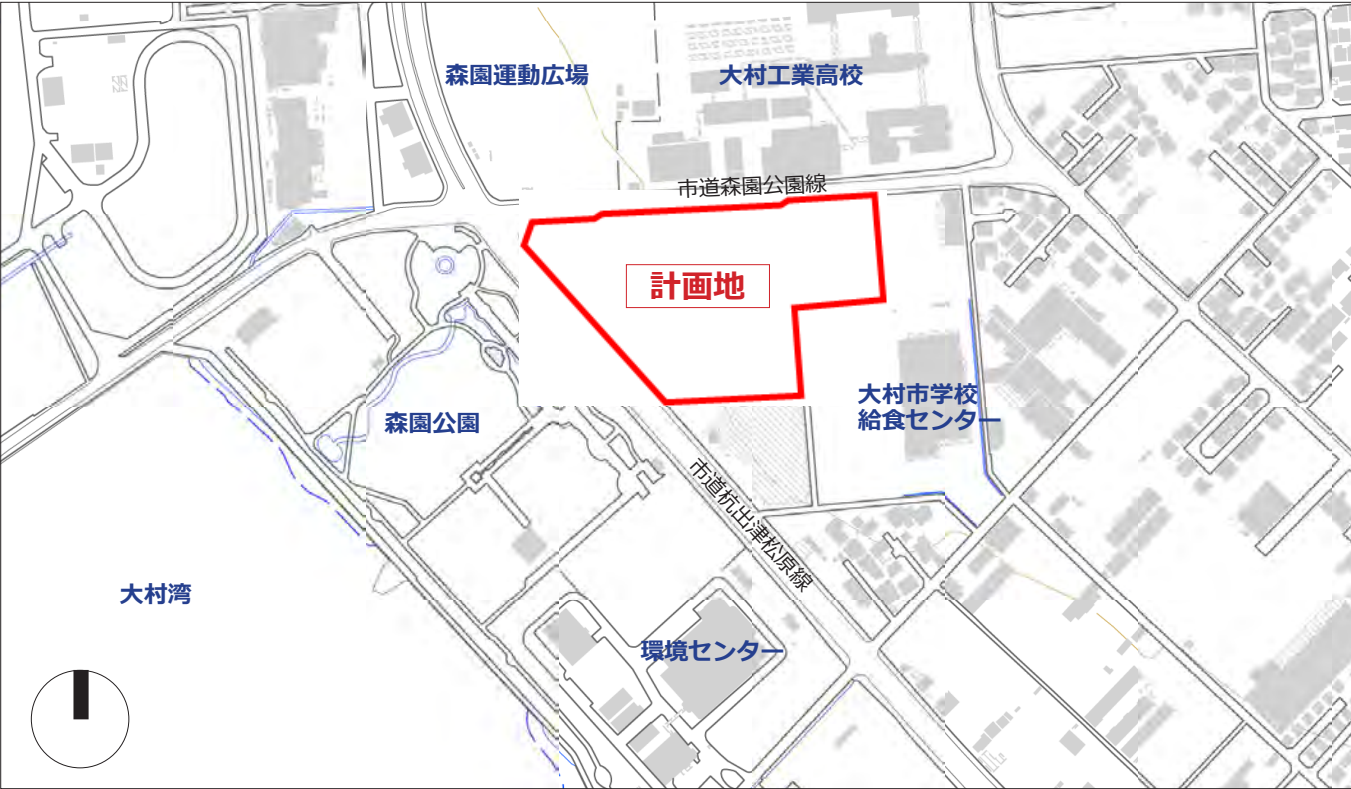 森園運動広場
大村工業高校
市道森園公園線
計画地
大村市学校
給食センター
森園公園
市道杭出津松原線
大村湾
環境センター